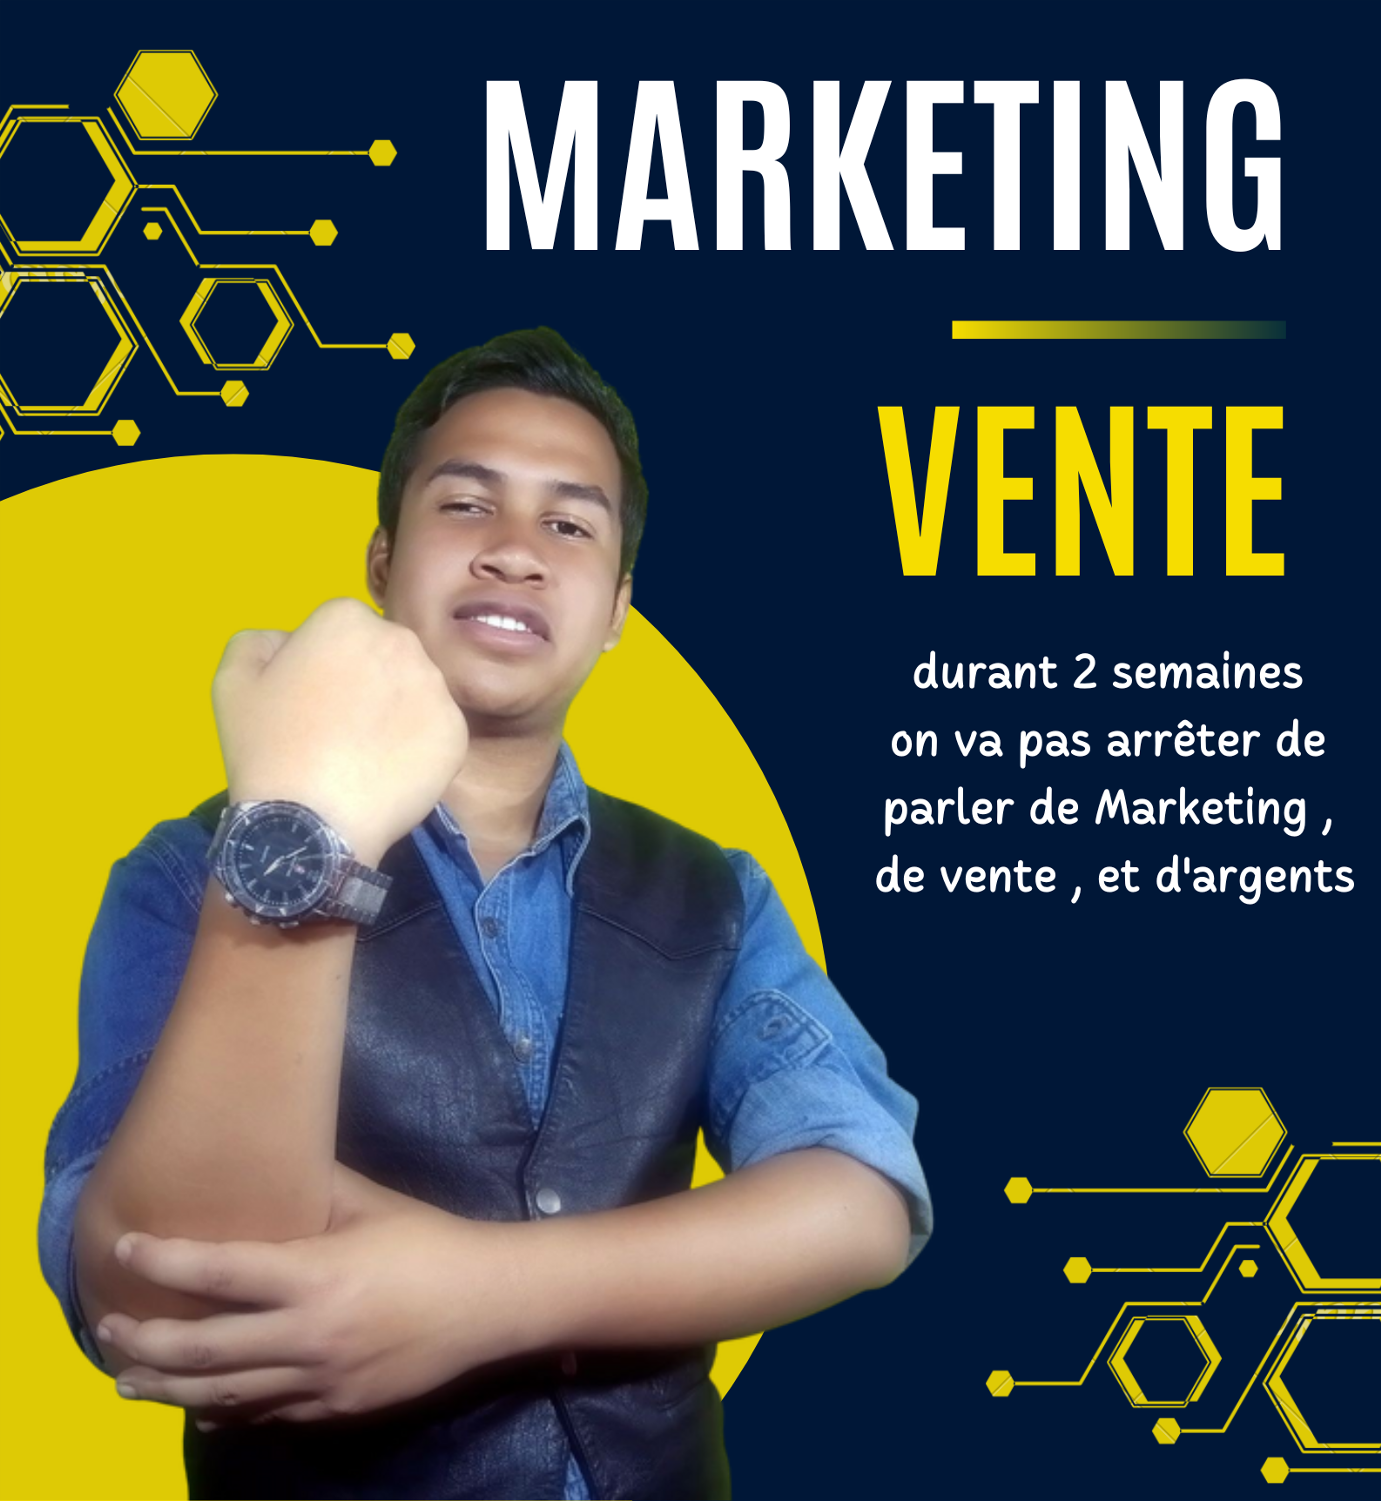 MARKETING
VENTE
durant 2 semaines
on va pas arrêter de
parler de Marketing ,
de vente , et d'argents